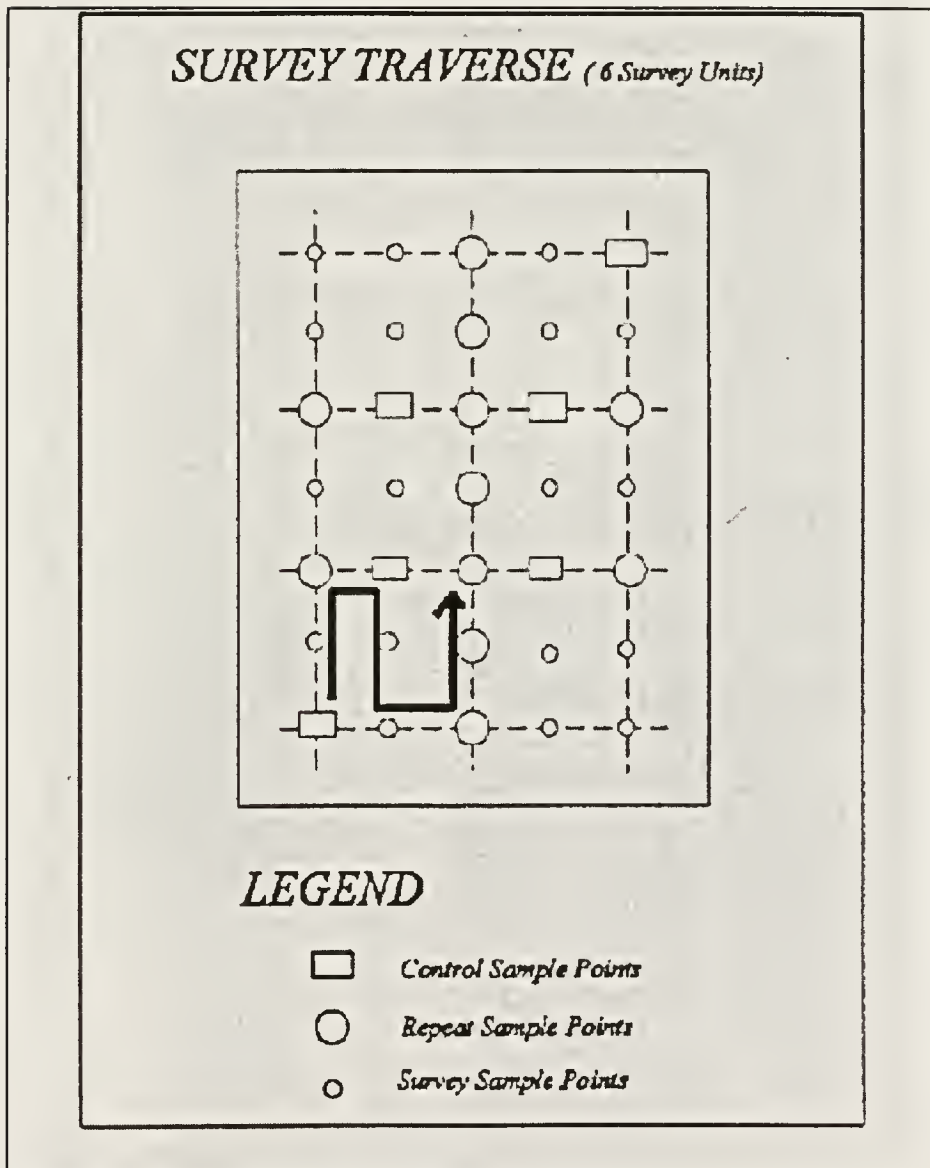 SURVEY TRAVERSE ( 6 Survey Units)
LEGEND
Control Sample Points
Repeat Sample Points
Survey Sample Points